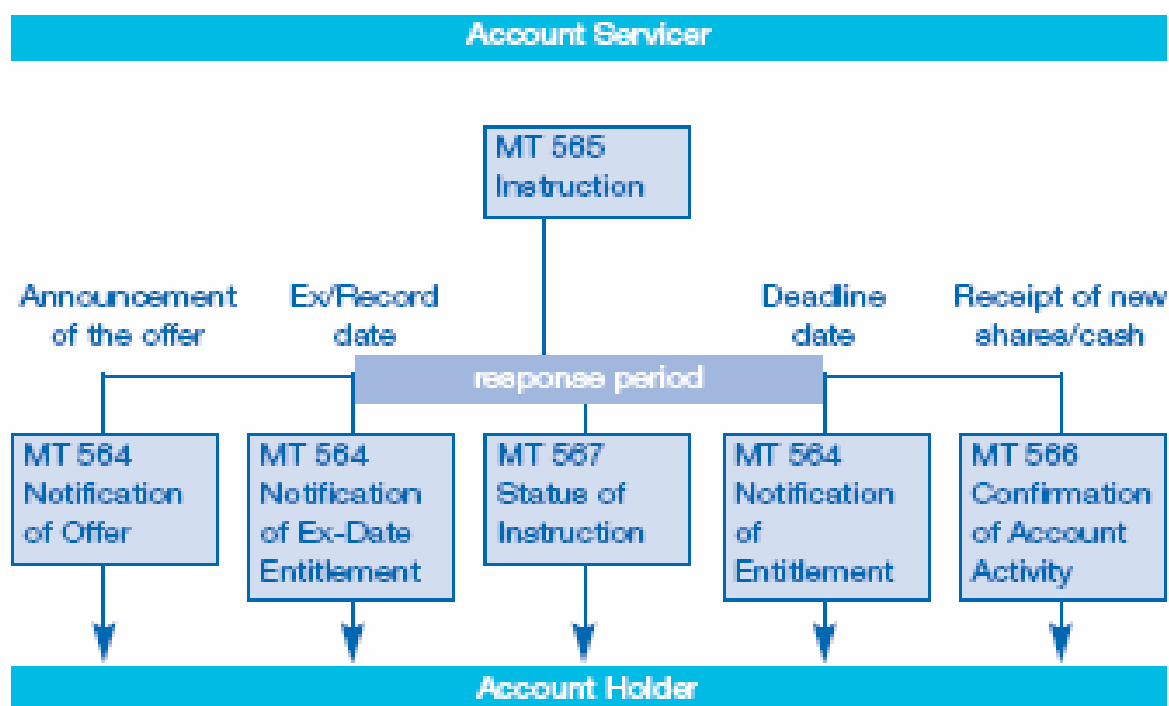 Account Servicer
MT 565
Instruction
Announcement
of the offer
Ex/Record
date
Deadline
date
Receipt of new
shares/cash
response period
MT 564
Notification
of Offer
MT 564
Notification
of Ex-Date
Entitlement
MT 567
Status of
Instruction
MT 564
Notification
of
Entitlement
MT 566
Confirmation
of Account
Activity
Account Holder